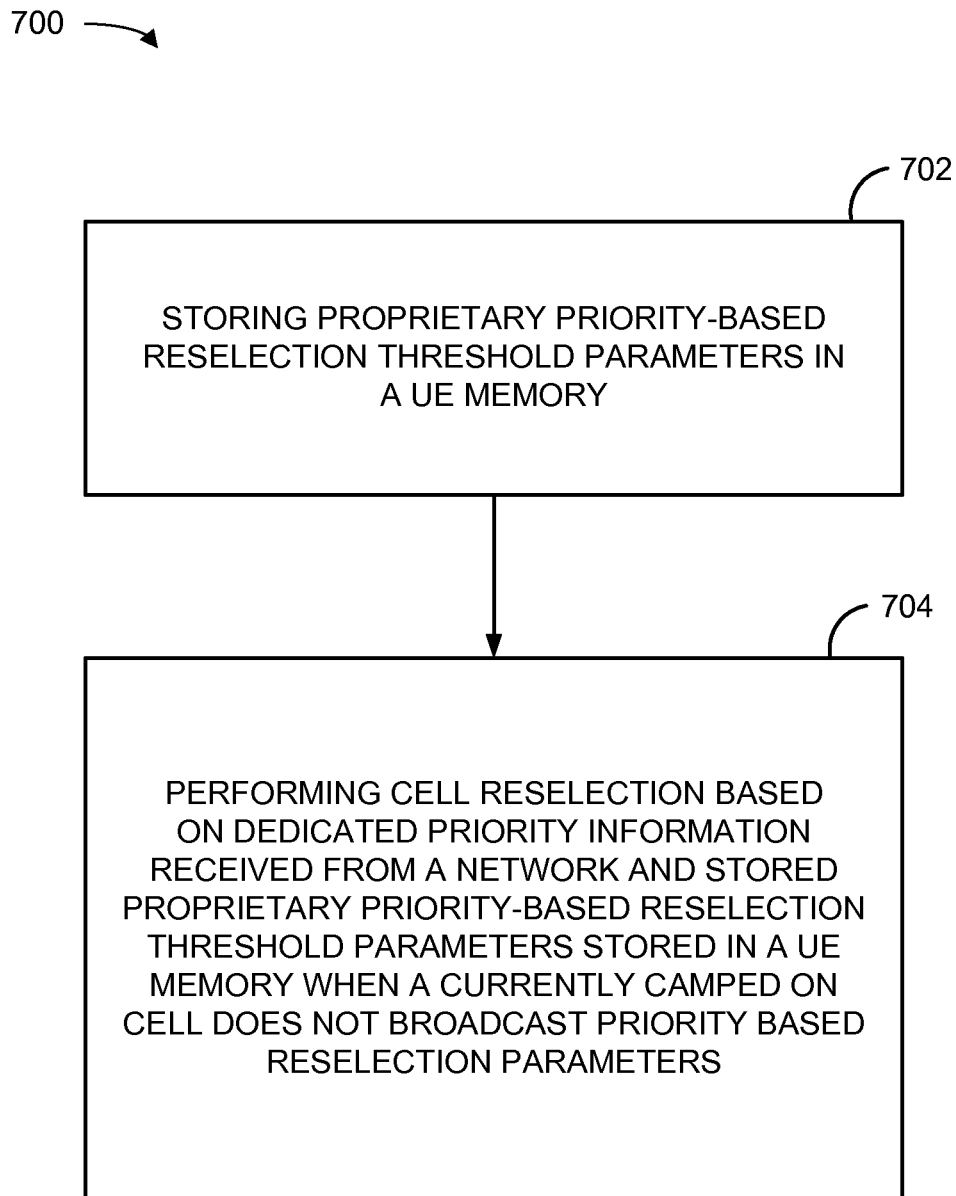 700
702
STORING PROPRIETARY PRIORITY-BASED
RESELECTION THRESHOLD PARAMETERS IN
A UE MEMORY
704
PERFORMING CELL RESELECTION BASED
ON DEDICATED PRIORITY INFORMATION
RECEIVED FROM A NETWORK AND STORED
PROPRIETARY PRIORITY-BASED RESELECTION
THRESHOLD PARAMETERS STORED IN A UE
MEMORY WHEN A CURRENTLY CAMPED ON
CELL DOES NOT BROADCAST PRIORITY BASED
RESELECTION PARAMETERS